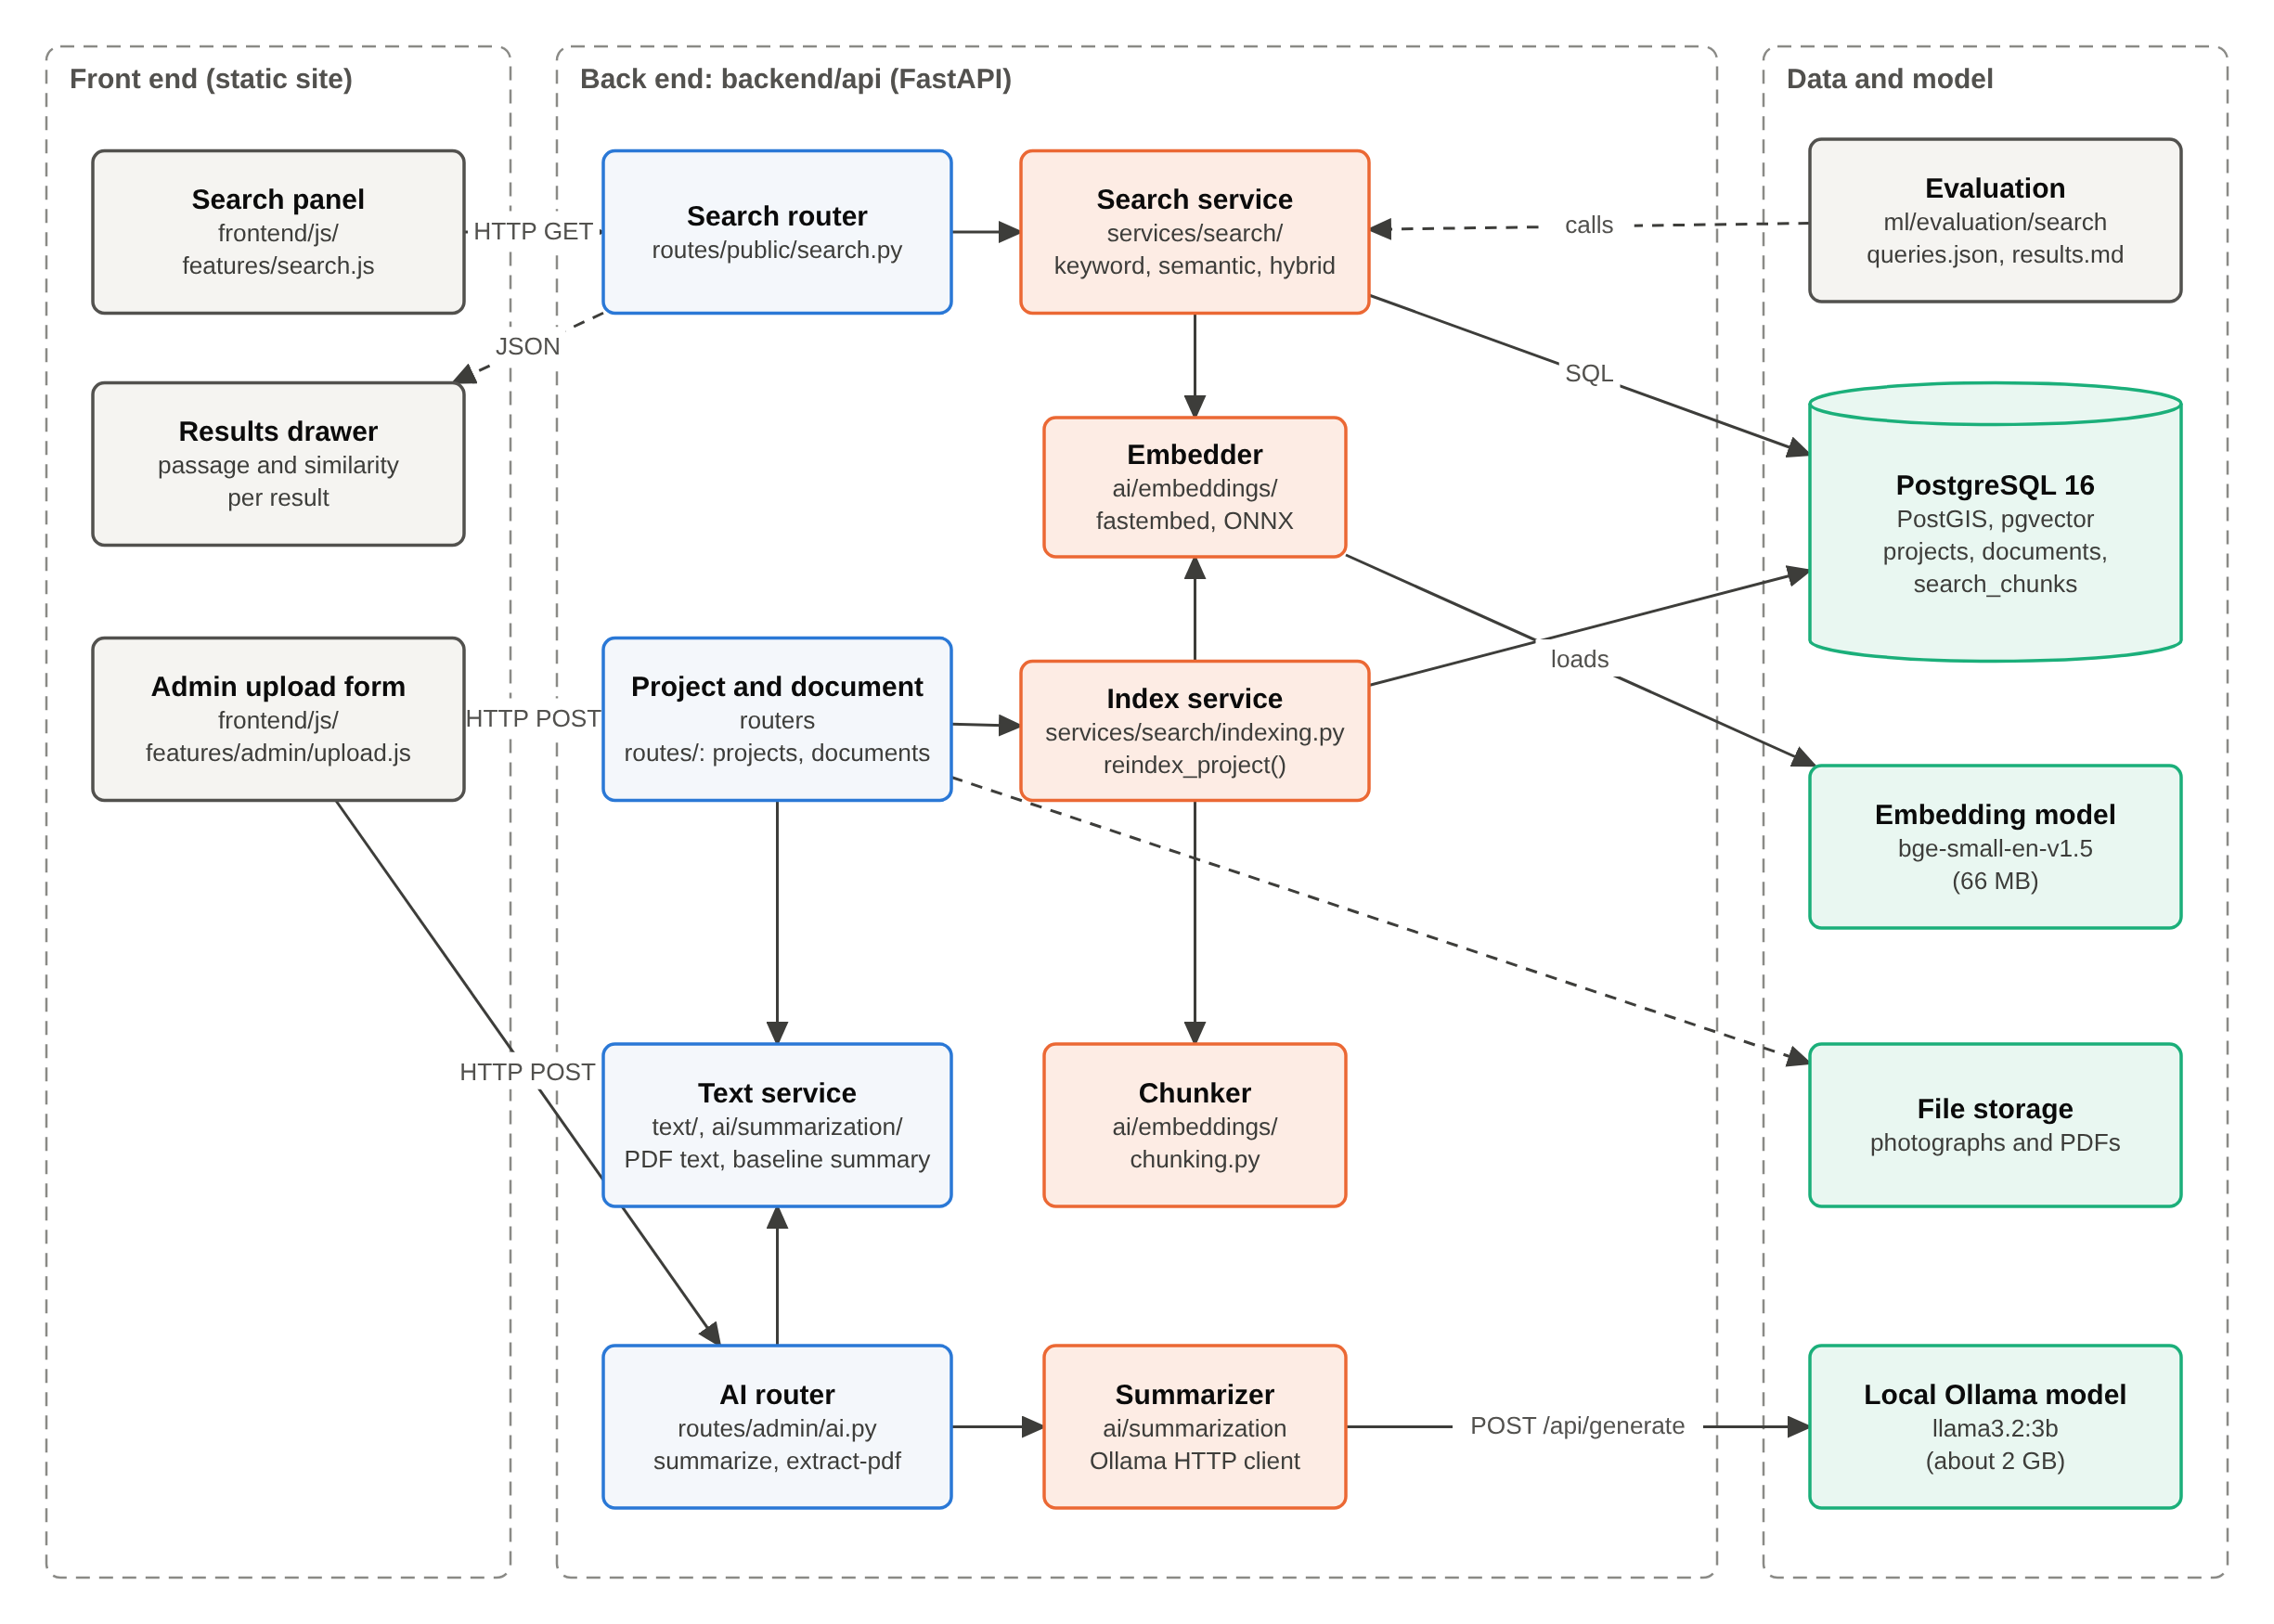 Front end (static site)
Search panel
frontend/js/
features/search.js
HTTP GET
JSON
Results drawer
passage and similarity
per result
Admin upload form
frontend/js/
features/admin/upload.js
HTTP POST
HTTP POST
Back end: backend/api (FastAPI)
Search router
routes/public/search.py
Search service
services/search/
keyword, semantic, hybrid
Embedder
ai/embeddings/
fastembed, ONNX
Project and document
routers
routes/: projects, documents
Index service
services/search/indexing.py
reindex_project()
Text service
text/, ai/summarization/
PDF text, baseline summary
Chunker
ai/embeddings/
chunking.py
AI router
routes/admin/ai.py
summarize, extract-pdf
Summarizer
ai/summarization
Ollama HTTP client
calls
SQL
loads
POST /api/generate
Data and model
Evaluation
ml/evaluation/search
queries.json, results.md
PostgreSQL 16
PostGIS, pgvector
projects, documents,
search_chunks
Embedding model
bge-small-en-v1.5
(66 MB)
File storage
photographs and PDFs
Local Ollama model
llama3.2:3b
(about 2 GB)